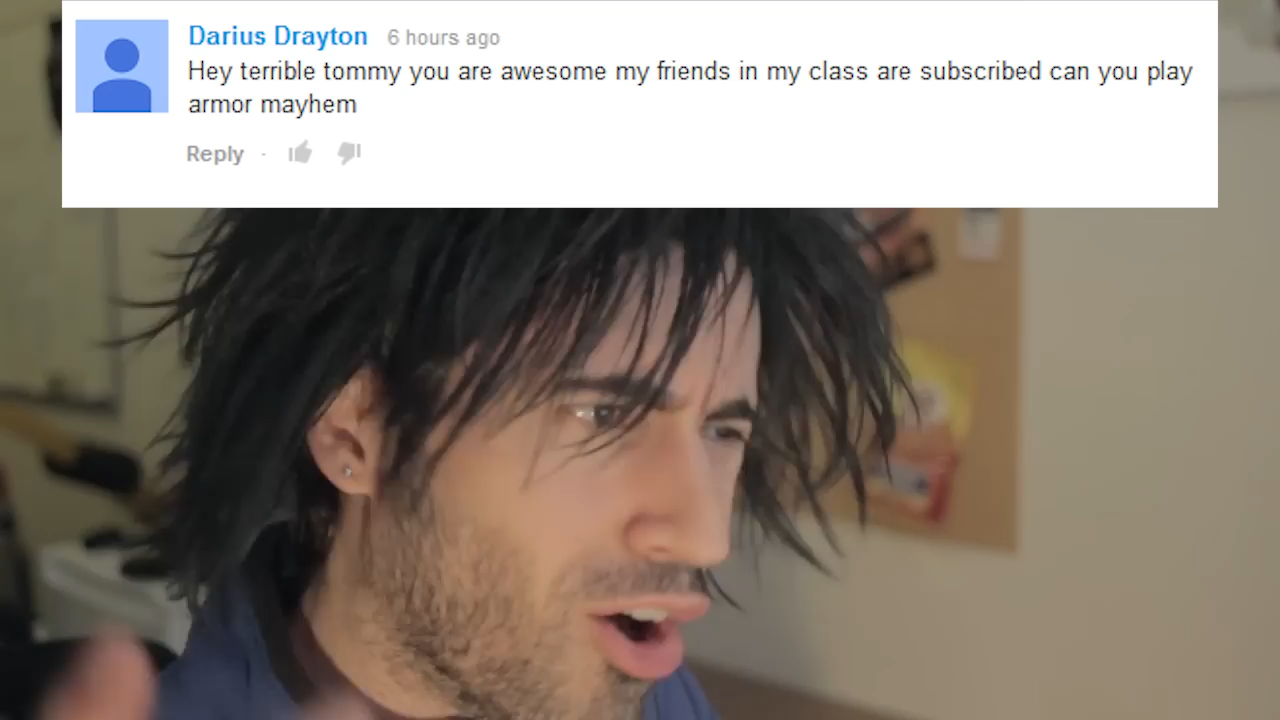 Darius Drayton 6 hours ago
Hey terrible tommy you are awesome my friends in my class are subscribed can you play
armor mayhem
Reply ·